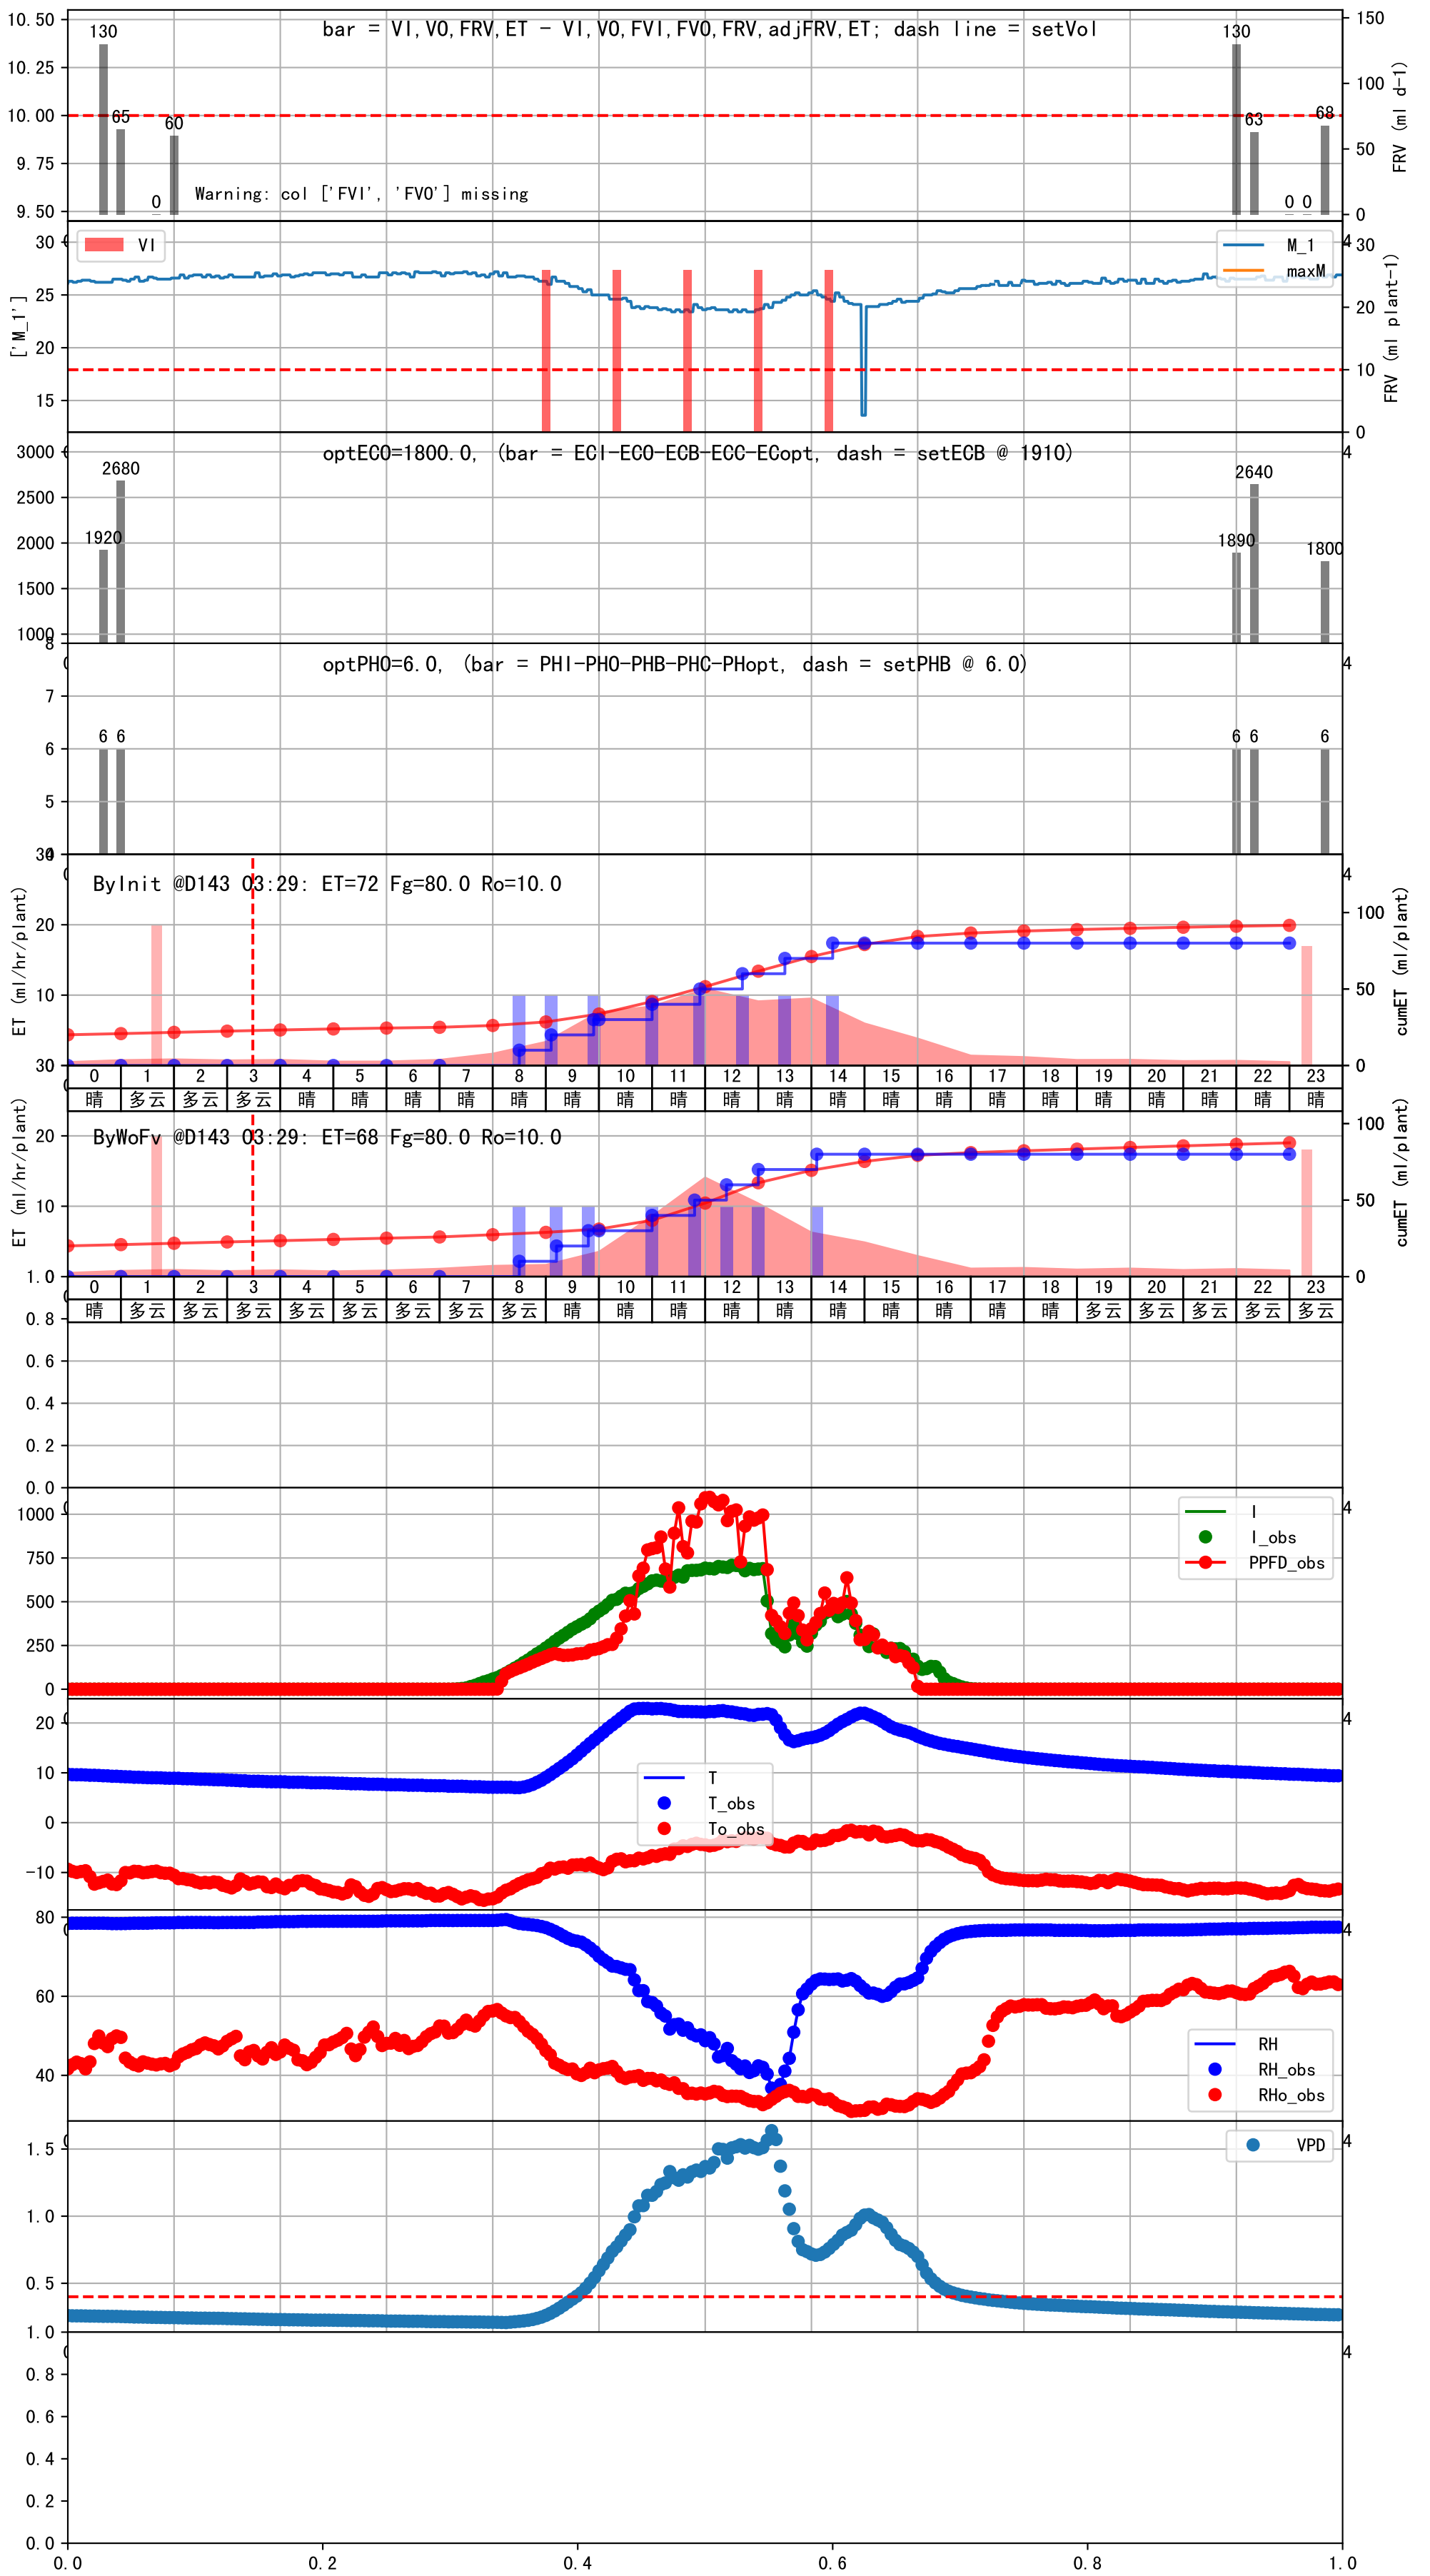 bar = VI,VO,FRV,ET - VI,VO,FVI,FVO,FRV,adjFRV,ET; dash line = setVol
10.50
10.25
10.00
9.75
9.50
130
65
0
60
130
63
0 0
68
Warning: col ['FVI', 'FVO'] missing
150
100
50
0
FRV (ml d-1)
['M_1']
30
25
20
15
VI
M_1
maxM
4
30
20
10
0
FRV (ml plant-1)
optECO=1800.0, (bar = ECI-ECO-ECB-ECC-ECopt, dash = setECB @ 1910)
3000
2500
2000
1500
1000
1920
2680
1890
2640
1800
4
optPHO=6.0, (bar = PHI-PHO-PHB-PHC-PHopt, dash = setPHB @ 6.0)
8
7
6
5
4
6 6
6 6
6
4
ByInit @D143 03:29: ET=72 Fg=80.0 Ro=10.0
ET (ml/hr/plant)
30
20
10
4
100
50
0
cumET (ml/plant)
0 1 2 3 4 5 6 7 8 9 10 11 12 13 14 15 16 17 18 19 20 21 22 23
晴 多云 多云 多云 晴 晴 晴 晴 晴 晴 晴 晴 晴 晴 晴 晴 晴 晴 晴 晴 晴 晴 晴 晴
ByWoFv @D143 03:29: ET=68 Fg=80.0 Ro=10.0
ET (ml/hr/plant)
30
20
10
100
50
0
cumET (ml/plant)
0 1 2 3 4 5 6 7 8 9 10 11 12 13 14 15 16 17 18 19 20 21 22 23
晴 多云 多云 多云 多云 多云 多云 多云 多云 晴 晴 晴 晴 晴 晴 晴 晴 晴 晴 多云 多云 多云 多云 多云
1.0
0.8
0.6
0.4
0.2
0.0
1000
750
500
250
0
I
I_obs
PPFD_obs
4
20
10
0
-10
T
T_obs
To_obs
4
80
60
40
RH
RH_obs
RHo_obs
4
1.5
1.0
0.5
VPD
4
1.0
0.8
0.6
0.4
0.2
0.0
4
0.0 0.2 0.4 0.6 0.8 1.0